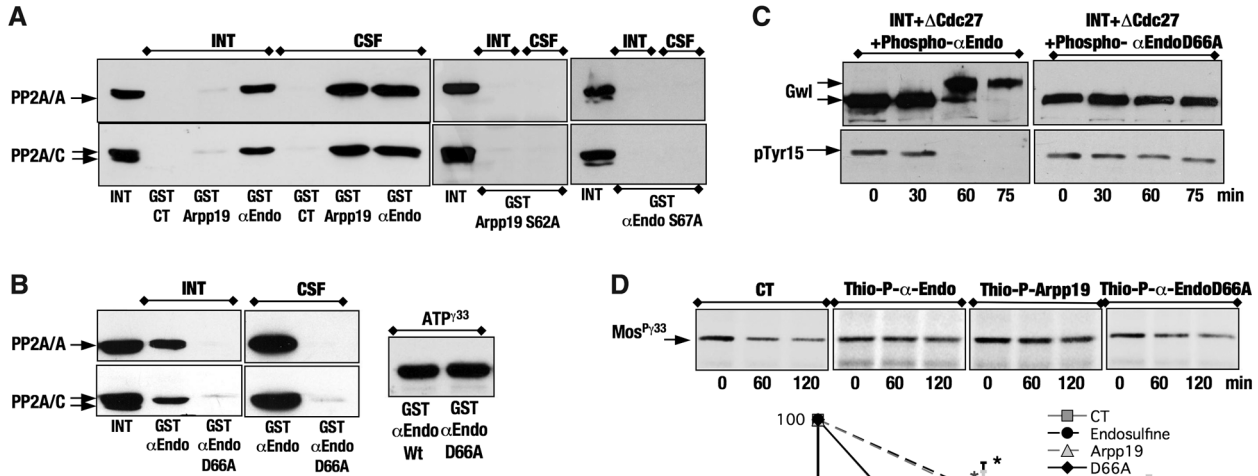 A
INT CSF INT CSF INT CSF
PP2A/A
PP2A/C
INT GST CT GST Arpp19 GST αEndo GST CT GST Arpp19 GST αEndo INT GST Arpp19 S62A INT GST αEndo S67A
B
INT CSF
PP2A/A
PP2A/C
INT GST αEndo GST αEndo D66A GST αEndo GST αEndo D66A
ATPγ33
GST αEndo Wt GST αEndo D66A
C
INT+ΔCdc27 INT+ΔCdc27
+Phospho-αEndo +Phospho- αEndoD66A
Gwl
pTyr15
0 30 60 75 0 30 60 75 min
D
CT Thio-P-α-Endo Thio-P-Arpp19 Thio-P-α-EndoD66A
MosPγ33
0 60 120 0 60 120 0 60 120 0 60 120 min
100
CT
Endosulfine
Arpp19
D66A
* *